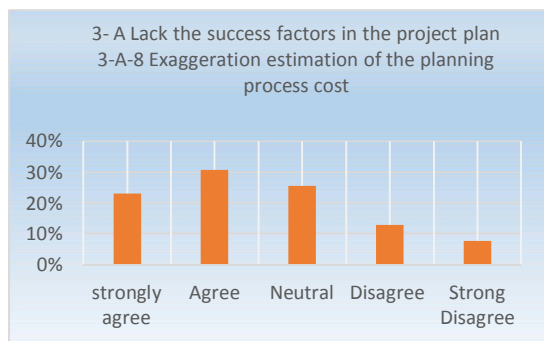 3- A Lack the success factors in the project plan
3-A-8 Exaggeration estimation of the planning
process cost
40%
30%
20%
10%
0%
strongly agree
Agree
Neutral
Disagree
Strong Disagree